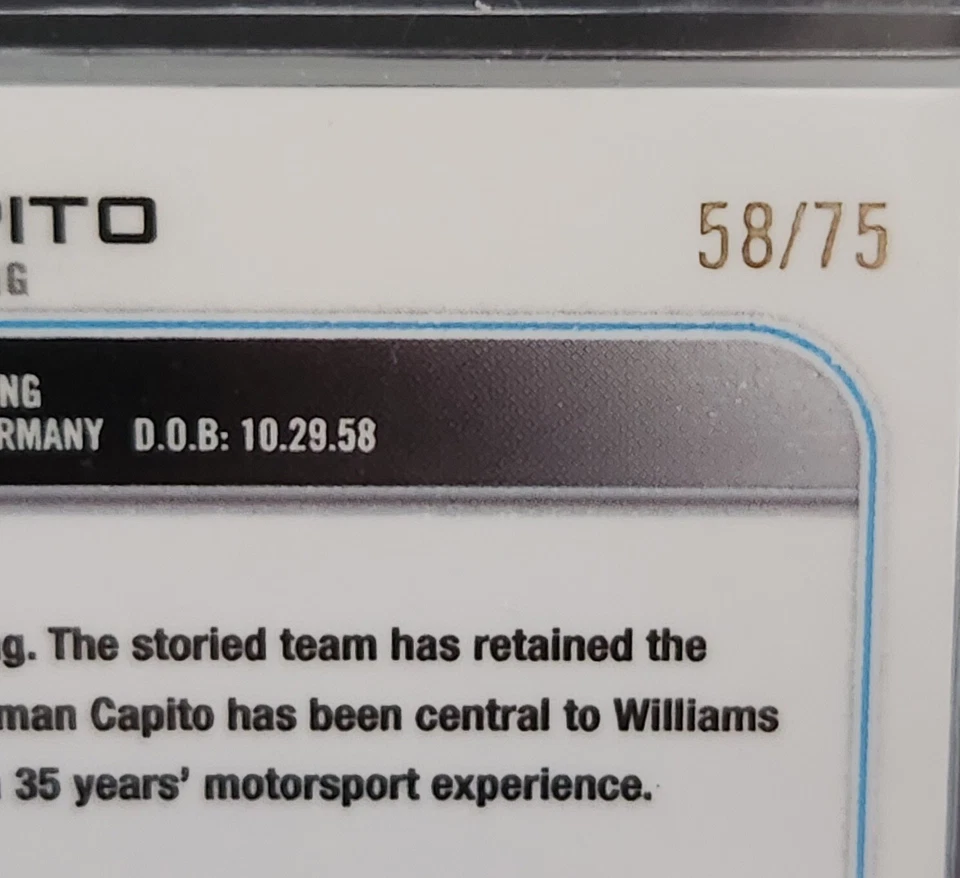 PITO
58/75
G
NG
RMANY D.O.B: 10.29.58
g. The storied team has retained the
man Capito has been central to Williams
35 years’ motorsport experience.